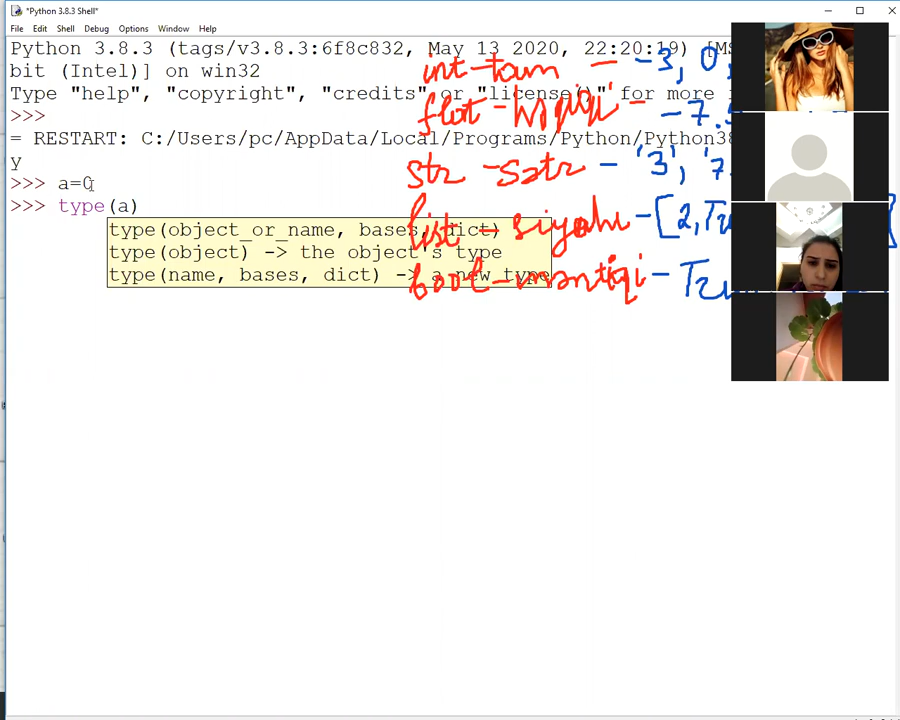 *Python 3.8.3 Shell*
File Edit Shell Debug Options Window Help
Python 3.8.3 (tags/v3.8.3:6f8c832, May 13 2020, 22:20:19) [MS
bit (Intel)] on win32
Type "help", "copyright", "credits" or "license()" for more
>>>
= RESTART: C:/Users/pc/AppData/Local/Programs/Python/Python38
y
>>> a=0
>>> type(a)
type(object_or_name, bases, dict)
type(object) -> the object's type
type(name, bases, dict) -> a new type
int - tam - -3, 0,
- -7.5
str - sətr - '3', '7.
list - siyahı - [2, Tru ]
bool - məntiqi - Tru